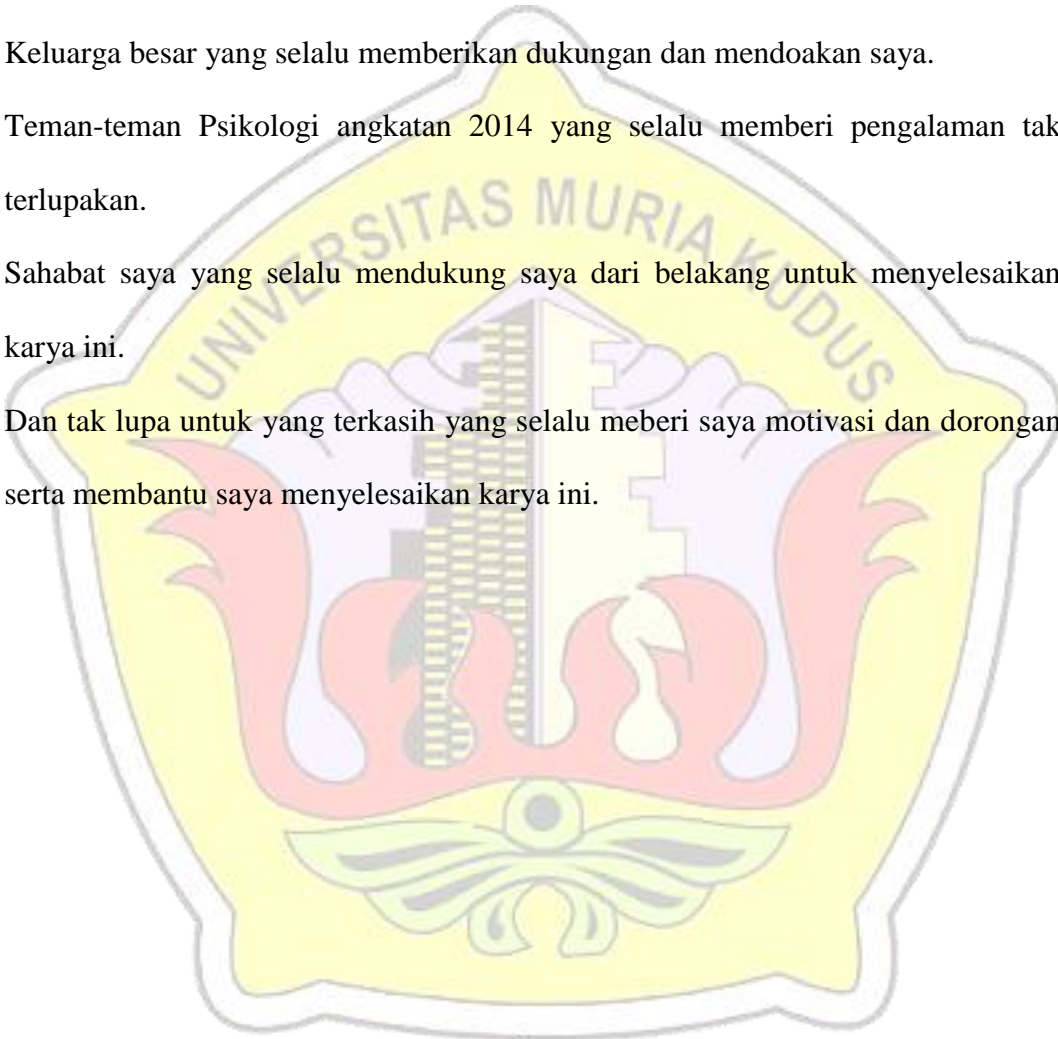 Keluarga besar yang selalu memberikan dukungan dan mendoakan saya.
Teman-teman Psikologi angkatan 2014 yang selalu memberi pengalaman tak
terlupakan.
UNIVERSITAS MURIA KUDUS
Sahabat saya yang selalu mendukung saya dari belakang untuk menyelesaikan
karya ini.
Dan tak lupa untuk yang terkasih yang selalu meberi saya motivasi dan dorongan
serta membantu saya menyelesaikan karya ini.